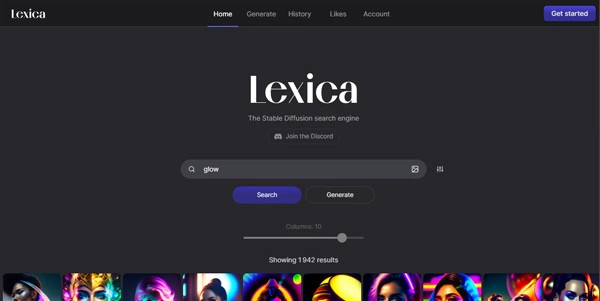 Lexica
Home Generate History Likes Account
Get started
Lexica
The Stable Diffusion search engine
Join the Discord
glow
Search Generate
Columns: 10
Showing 1 942 results